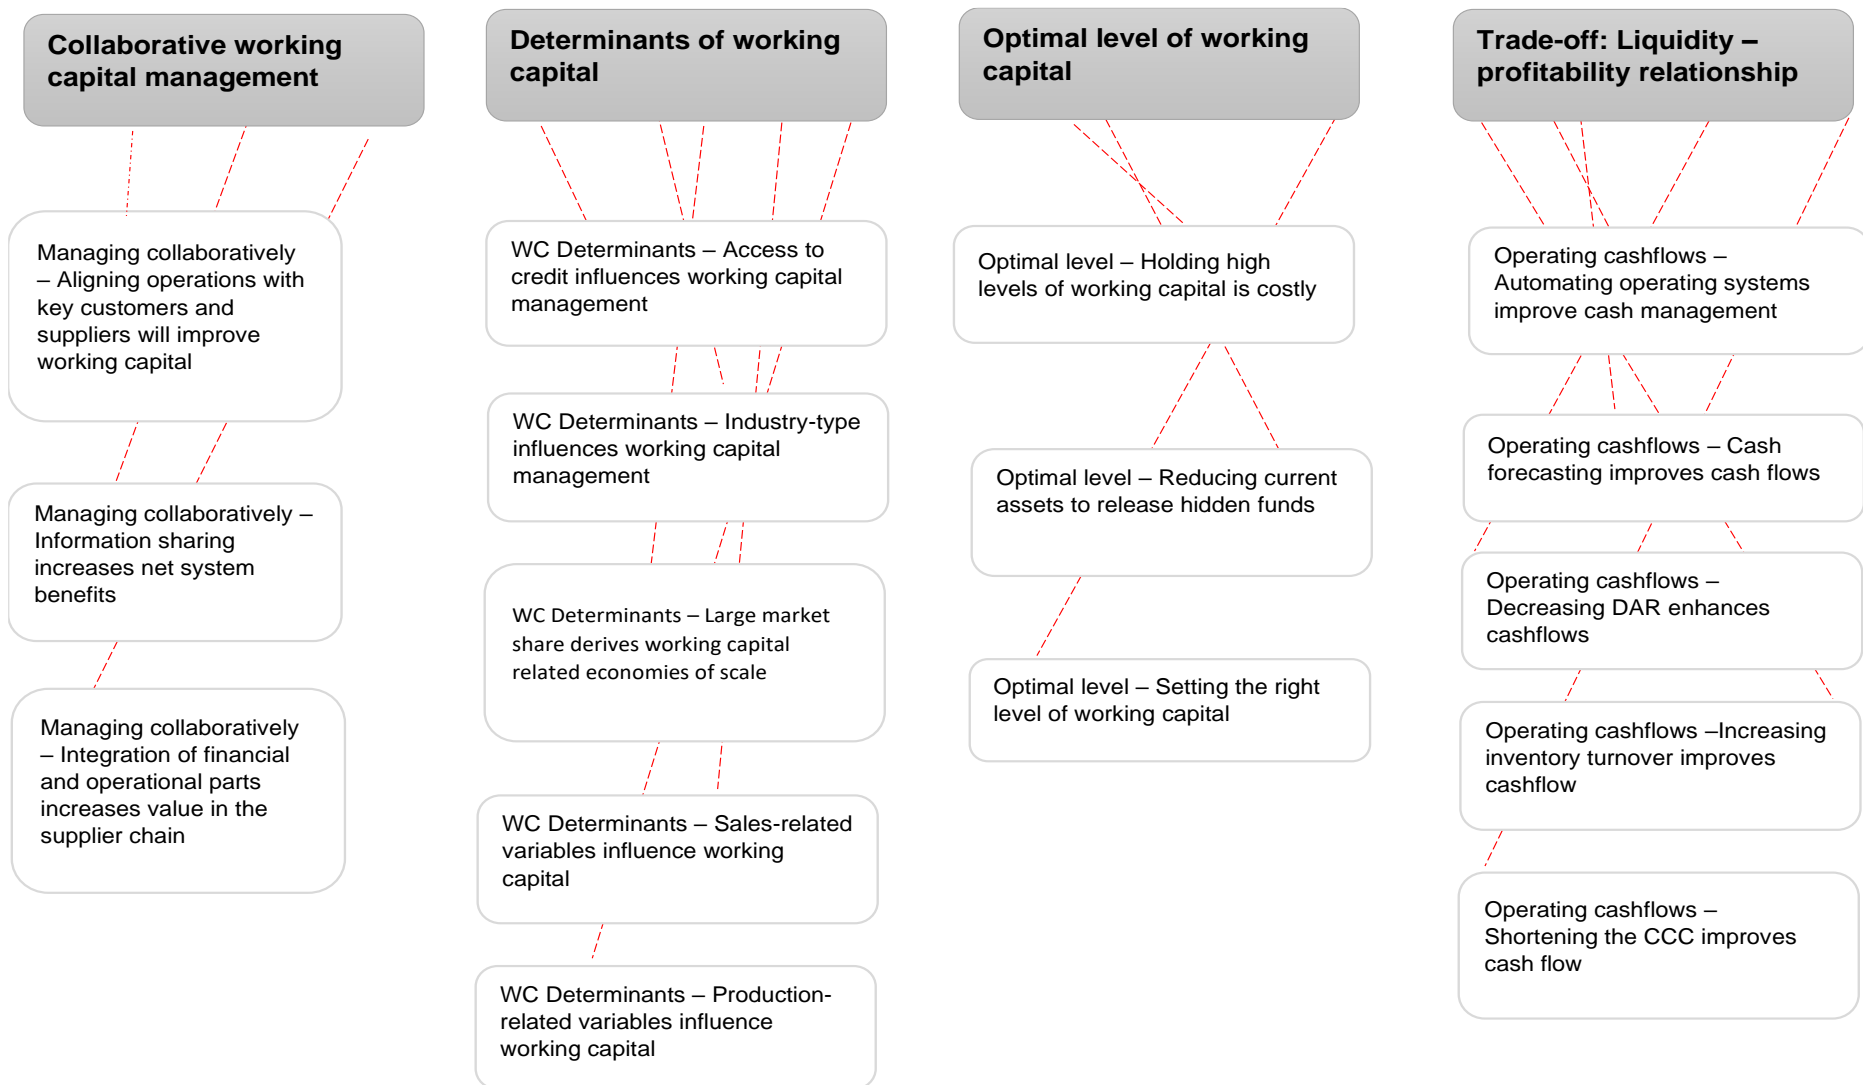 Collaborative working
capital management
Managing collaboratively
– Aligning operations with
key customers and
suppliers will improve
working capital
Managing collaboratively –
Information sharing
increases net system
benefits
Managing collaboratively
– Integration of financial
and operational parts
increases value in the
supplier chain
Determinants of working
capital
WC Determinants – Access to
credit influences working capital
management
WC Determinants – Industry-type
influences working capital
management
WC Determinants – Large market
share derives working capital
related economies of scale
WC Determinants – Sales-related
variables influence working
capital
WC Determinants – Production-
related variables influence
working capital
Optimal level of working
capital
Optimal level – Holding high
levels of working capital is costly
Optimal level – Reducing current
assets to release hidden funds
Optimal level – Setting the right
level of working capital
Trade-off: Liquidity –
profitability relationship
Operating cashflows –
Automating operating systems
improve cash management
Operating cashflows – Cash
forecasting improves cash flows
Operating cashflows –
Decreasing DAR enhances
cashflows
Operating cashflows –Increasing
inventory turnover improves
cashflow
Operating cashflows –
Shortening the CCC improves
cash flow